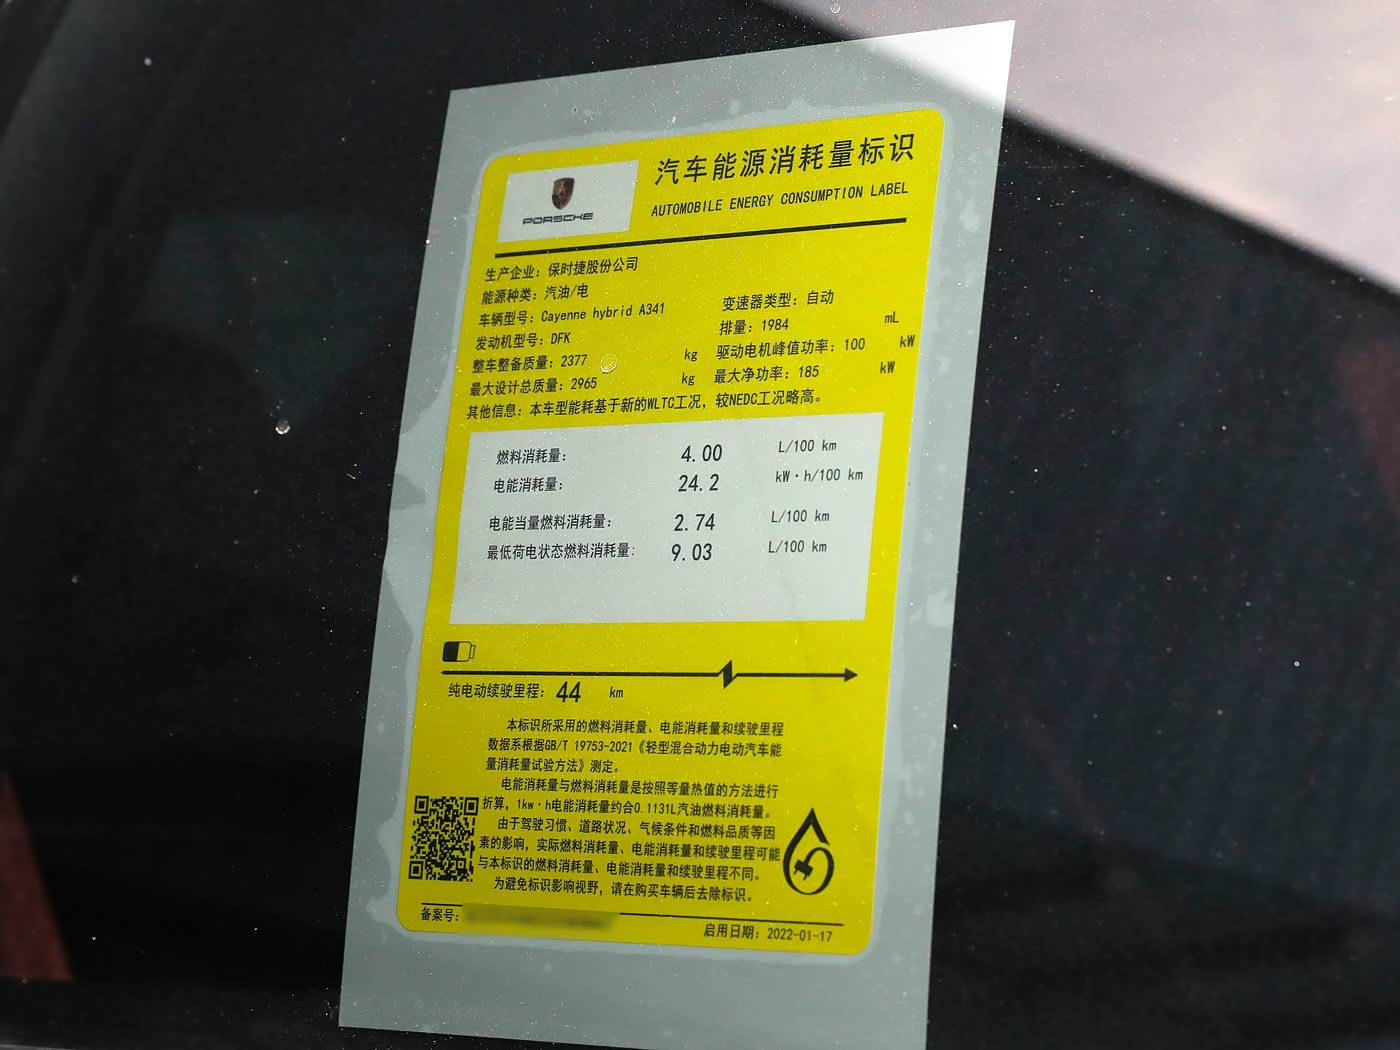 PORSCHE
汽车能源消耗量标识
AUTOMOBILE ENERGY CONSUMPTION LABEL
生产企业：保时捷股份公司
能源种类：汽油/电
变速器类型：自动
车辆型号：Cayenne hybrid A341
排量：1984 mL
发动机型号：DFK
驱动电机峰值功率：100 kW
整车整备质量：2377 kg
最大净功率：185 kW
最大设计总质量：2965 kg
其他信息：本车型能耗基于新的WLTC工况，较NEDC工况略高。
燃料消耗量： 4.00 L/100 km
电能消耗量： 24.2 kW·h/100 km
电能当量燃料消耗量： 2.74 L/100 km
最低荷电状态燃料消耗量： 9.03 L/100 km
纯电动续驶里程：44 km
本标识所采用的燃料消耗量、电能消耗量和续驶里程
数据系根据GB/T 19753-2021《轻型混合动力电动汽车能
量消耗量试验方法》测定。
电能消耗量与燃料消耗量是按照等量热值的方法进行
折算，1kw·h电能消耗量约合0.1131L汽油燃料消耗量。
由于驾驶习惯、道路状况、气候条件和燃料品质等因
素的影响，实际燃料消耗量、电能消耗量和续驶里程可能
与本标识的燃料消耗量、电能消耗量和续驶里程不同。
为避免标识影响视野，请在购买车辆后去除标识。
备案号：
启用日期：2022-01-17